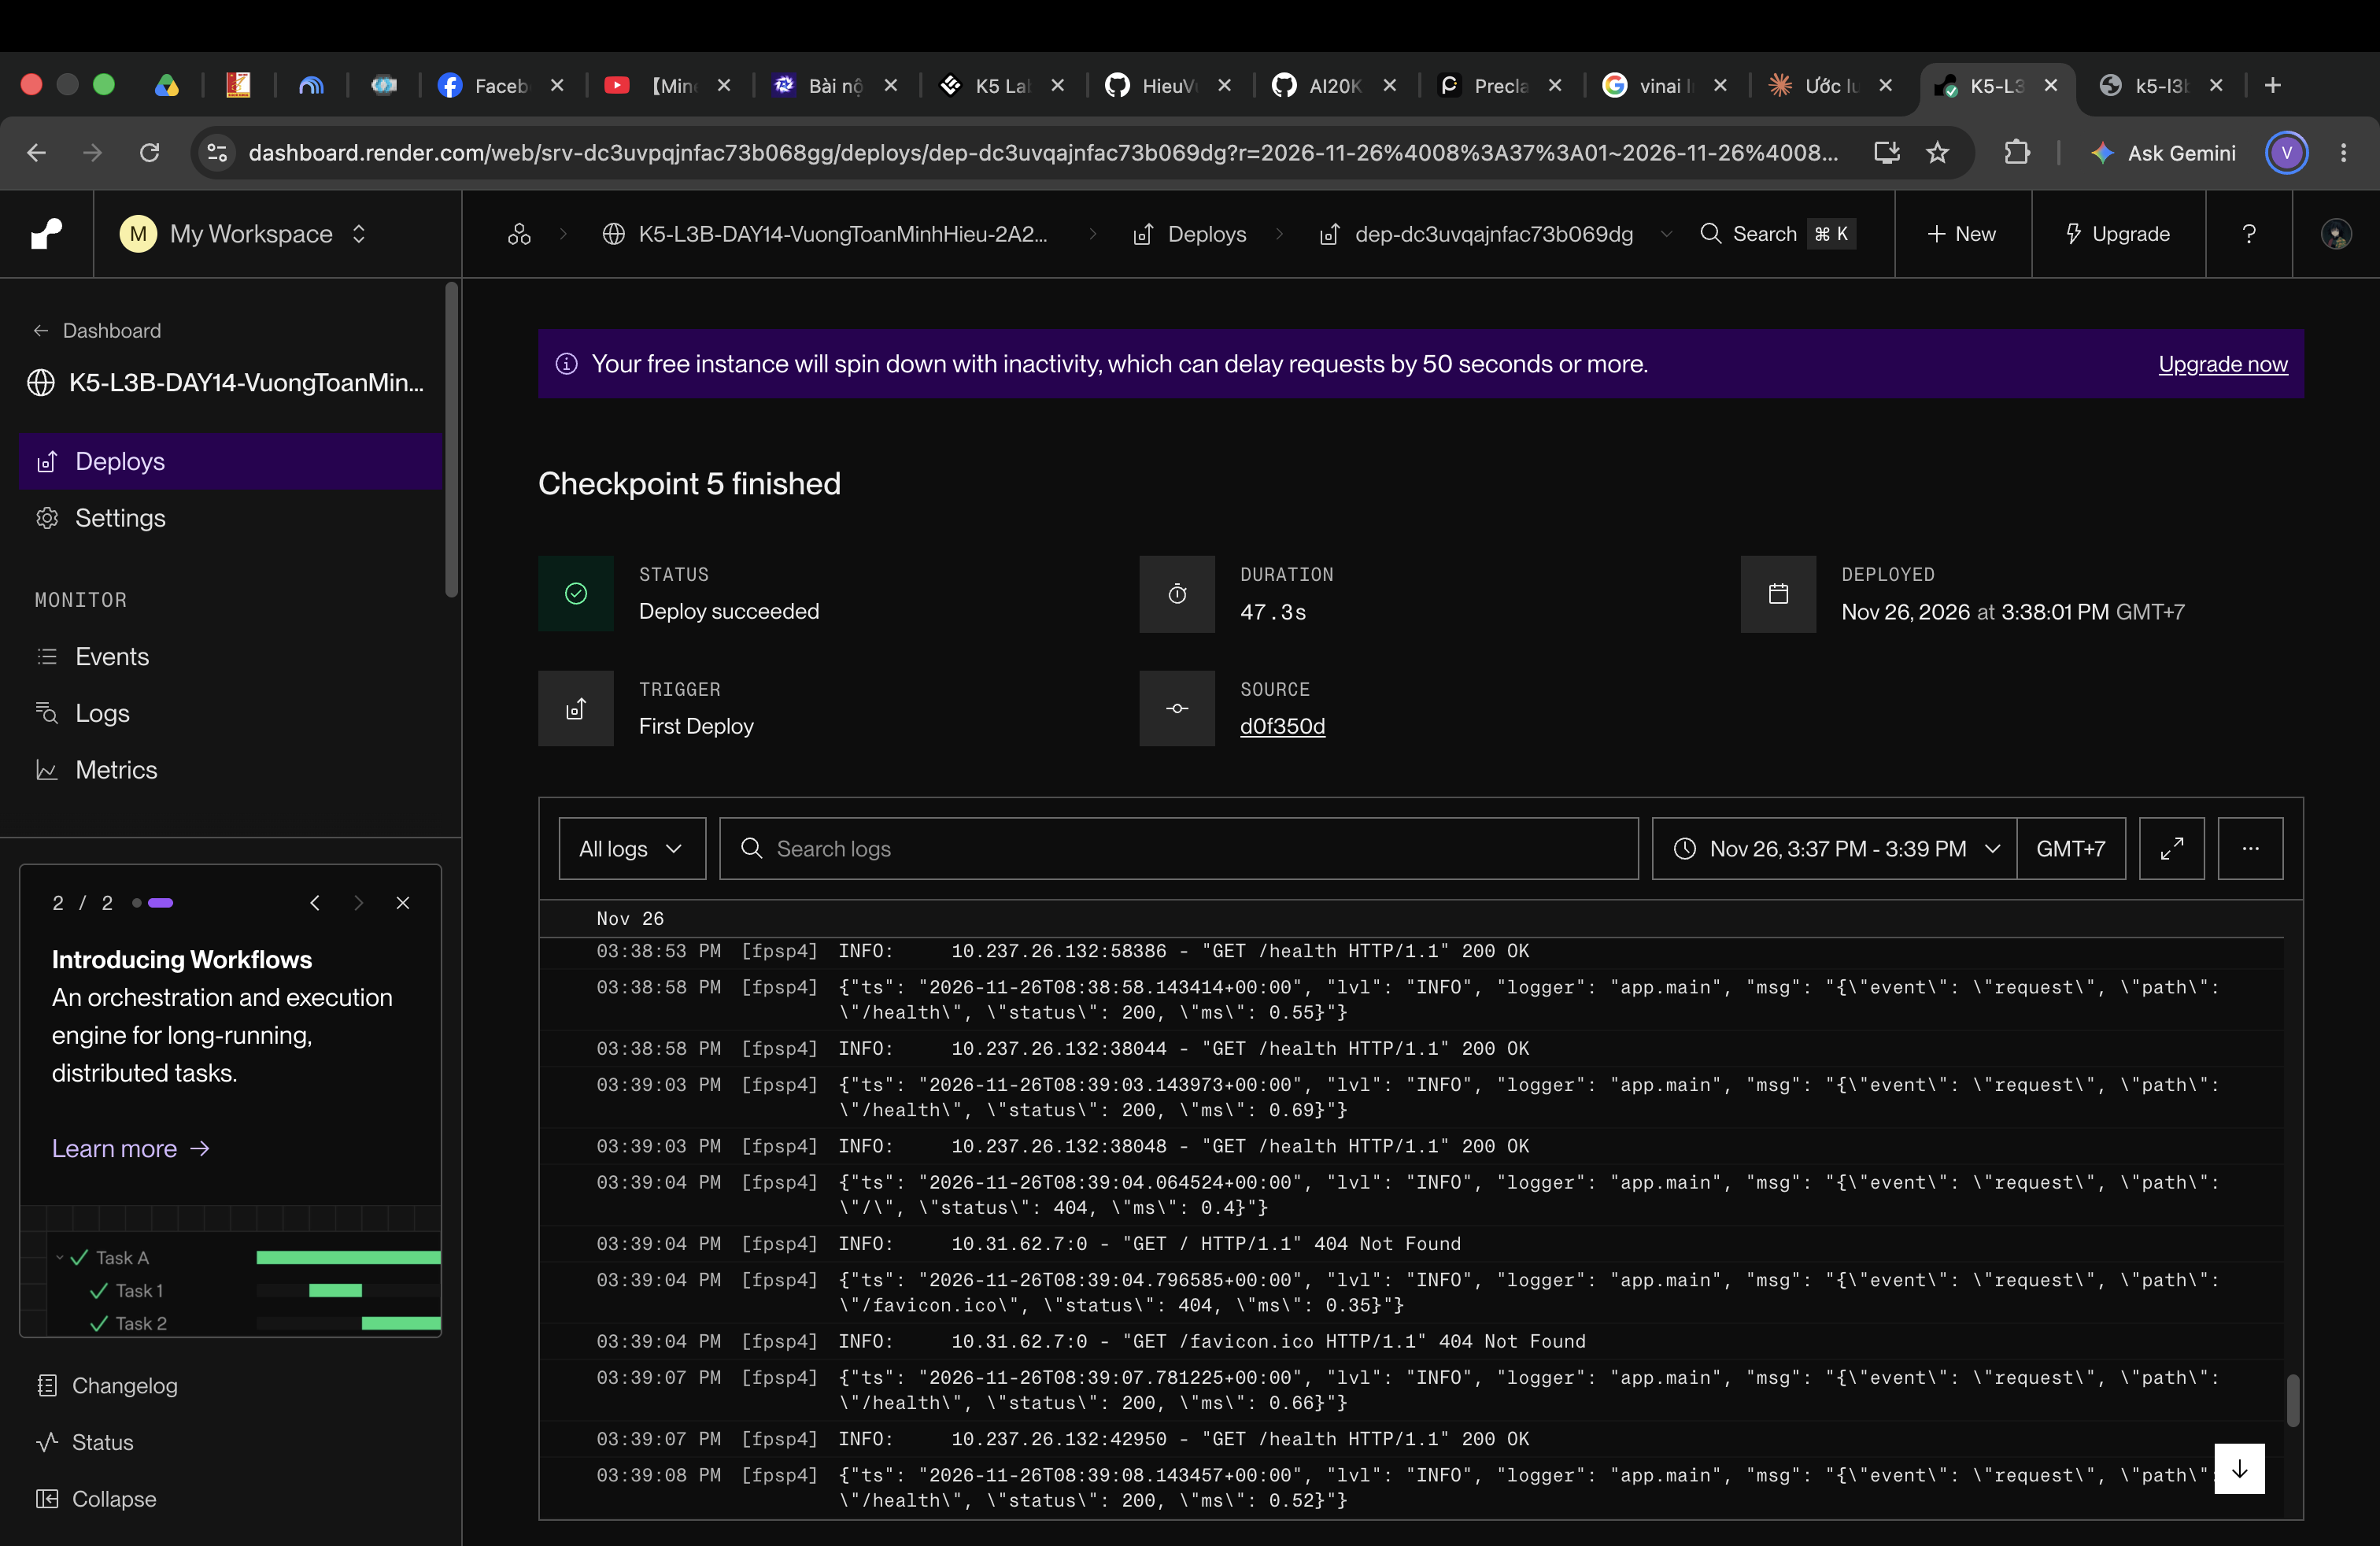 Faceb
【Mine
Bài nộ
K5 La
HieuV
AI20K
Precla
vinai l
Ước lu
K5-L3
k5-l3b
dashboard.render.com/web/srv-dc3uvpqjnfac73b068gg/deploys/dep-dc3uvqajnfac73b069dg?r=2026-11-26%4008%3A37%3A01~2026-11-26%4008...
Ask Gemini
V
M My Workspace
K5-L3B-DAY14-VuongToanMinhHieu-2A2...
Deploys
dep-dc3uvqajnfac73b069dg
Search ⌘ K
+ New
Upgrade
?
← Dashboard
K5-L3B-DAY14-VuongToanMin...
Deploys
Settings
MONITOR
Events
Logs
Metrics
2 / 2
Introducing Workflows
An orchestration and execution
engine for long-running,
distributed tasks.
Learn more →
Task A
Task 1
Task 2
Changelog
Status
Collapse
Your free instance will spin down with inactivity, which can delay requests by 50 seconds or more.
Upgrade now
Checkpoint 5 finished
STATUS
Deploy succeeded
DURATION
47.3s
DEPLOYED
Nov 26, 2026 at 3:38:01 PM GMT+7
TRIGGER
First Deploy
SOURCE
d0f350d
All logs
Search logs
Nov 26, 3:37 PM - 3:39 PM
GMT+7
...
Nov 26
03:38:53 PM [fpsp4] INFO: 10.237.26.132:58386 - "GET /health HTTP/1.1" 200 OK
03:38:58 PM [fpsp4] {"ts": "2026-11-26T08:38:58.143414+00:00", "lvl": "INFO", "logger": "app.main", "msg": "{\"event\": \"request\", \"path\":
\"/health\", \"status\": 200, \"ms\": 0.55}"}
03:38:58 PM [fpsp4] INFO: 10.237.26.132:38044 - "GET /health HTTP/1.1" 200 OK
03:39:03 PM [fpsp4] {"ts": "2026-11-26T08:39:03.143973+00:00", "lvl": "INFO", "logger": "app.main", "msg": "{\"event\": \"request\", \"path\":
\"/health\", \"status\": 200, \"ms\": 0.69}"}
03:39:03 PM [fpsp4] INFO: 10.237.26.132:38048 - "GET /health HTTP/1.1" 200 OK
03:39:04 PM [fpsp4] {"ts": "2026-11-26T08:39:04.064524+00:00", "lvl": "INFO", "logger": "app.main", "msg": "{\"event\": \"request\", \"path\":
\"/\", \"status\": 404, \"ms\": 0.4}"}
03:39:04 PM [fpsp4] INFO: 10.31.62.7:0 - "GET / HTTP/1.1" 404 Not Found
03:39:04 PM [fpsp4] {"ts": "2026-11-26T08:39:04.796585+00:00", "lvl": "INFO", "logger": "app.main", "msg": "{\"event\": \"request\", \"path\":
\"/favicon.ico\", \"status\": 404, \"ms\": 0.35}"}
03:39:04 PM [fpsp4] INFO: 10.31.62.7:0 - "GET /favicon.ico HTTP/1.1" 404 Not Found
03:39:07 PM [fpsp4] {"ts": "2026-11-26T08:39:07.781225+00:00", "lvl": "INFO", "logger": "app.main", "msg": "{\"event\": \"request\", \"path\":
\"/health\", \"status\": 200, \"ms\": 0.66}"}
03:39:07 PM [fpsp4] INFO: 10.237.26.132:42950 - "GET /health HTTP/1.1" 200 OK
03:39:08 PM [fpsp4] {"ts": "2026-11-26T08:39:08.143457+00:00", "lvl": "INFO", "logger": "app.main", "msg": "{\"event\": \"request\", \"path\":
\"/health\", \"status\": 200, \"ms\": 0.52}"}